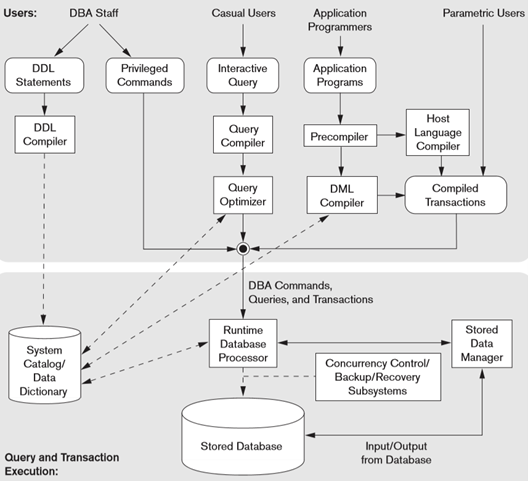 Users: DBA Staff Casual Users Application Programmers Parametric Users
DDL
Statements
Privileged
Commands
Interactive
Query
Application
Programs
DDL
Compiler
Query
Compiler
Precompiler
Host
Language
Compiler
Query
Optimizer
DML
Compiler
Compiled
Transactions
DBA Commands,
Queries, and Transactions
System
Catalog/
Data
Dictionary
Runtime
Database
Processor
Stored
Data
Manager
Concurrency Control/
Backup/Recovery
Subsystems
Stored Database
Input/Output
from Database
Query and Transaction
Execution: